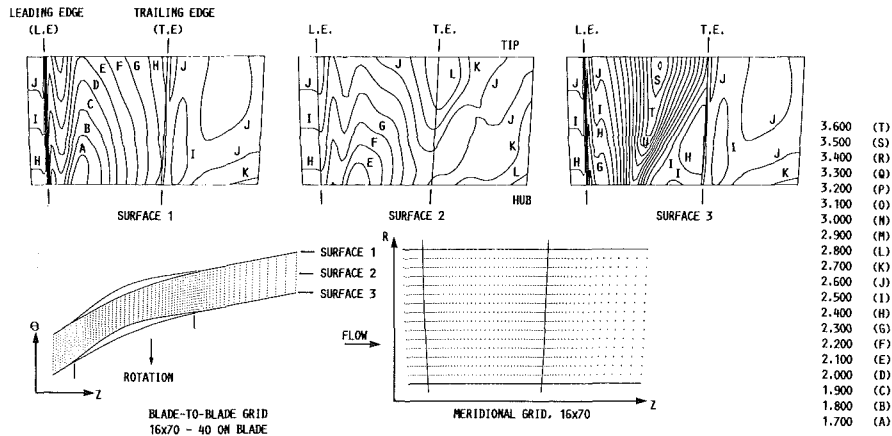 LEADING EDGE
(L.E)
TRAILING EDGE
(T.E)
L.E.
T.E.
L.E.
T.E.
TIP
J
I
H
A
B
C
D
E
F
G
H
J
I
J
J
K
J
I
H
E
F
G
J
L
K
J
J
K
L
J
I
H
J
I
H
G
S
T
U
I
H
J
I
J
J
K
HUB
SURFACE 1
SURFACE 2
SURFACE 3
3.600 (T)
3.500 (S)
3.400 (R)
3.300 (Q)
3.200 (P)
3.100 (O)
3.000 (N)
2.900 (M)
2.800 (L)
2.700 (K)
2.600 (J)
2.500 (I)
2.400 (H)
2.300 (G)
2.200 (F)
2.100 (E)
2.000 (D)
1.900 (C)
1.800 (B)
1.700 (A)
SURFACE 1
SURFACE 2
SURFACE 3
Θ
Z
ROTATION
BLADE-TO-BLADE GRID
16x70 - 40 ON BLADE
R
FLOW
Z
MERIDIONAL GRID, 16x70